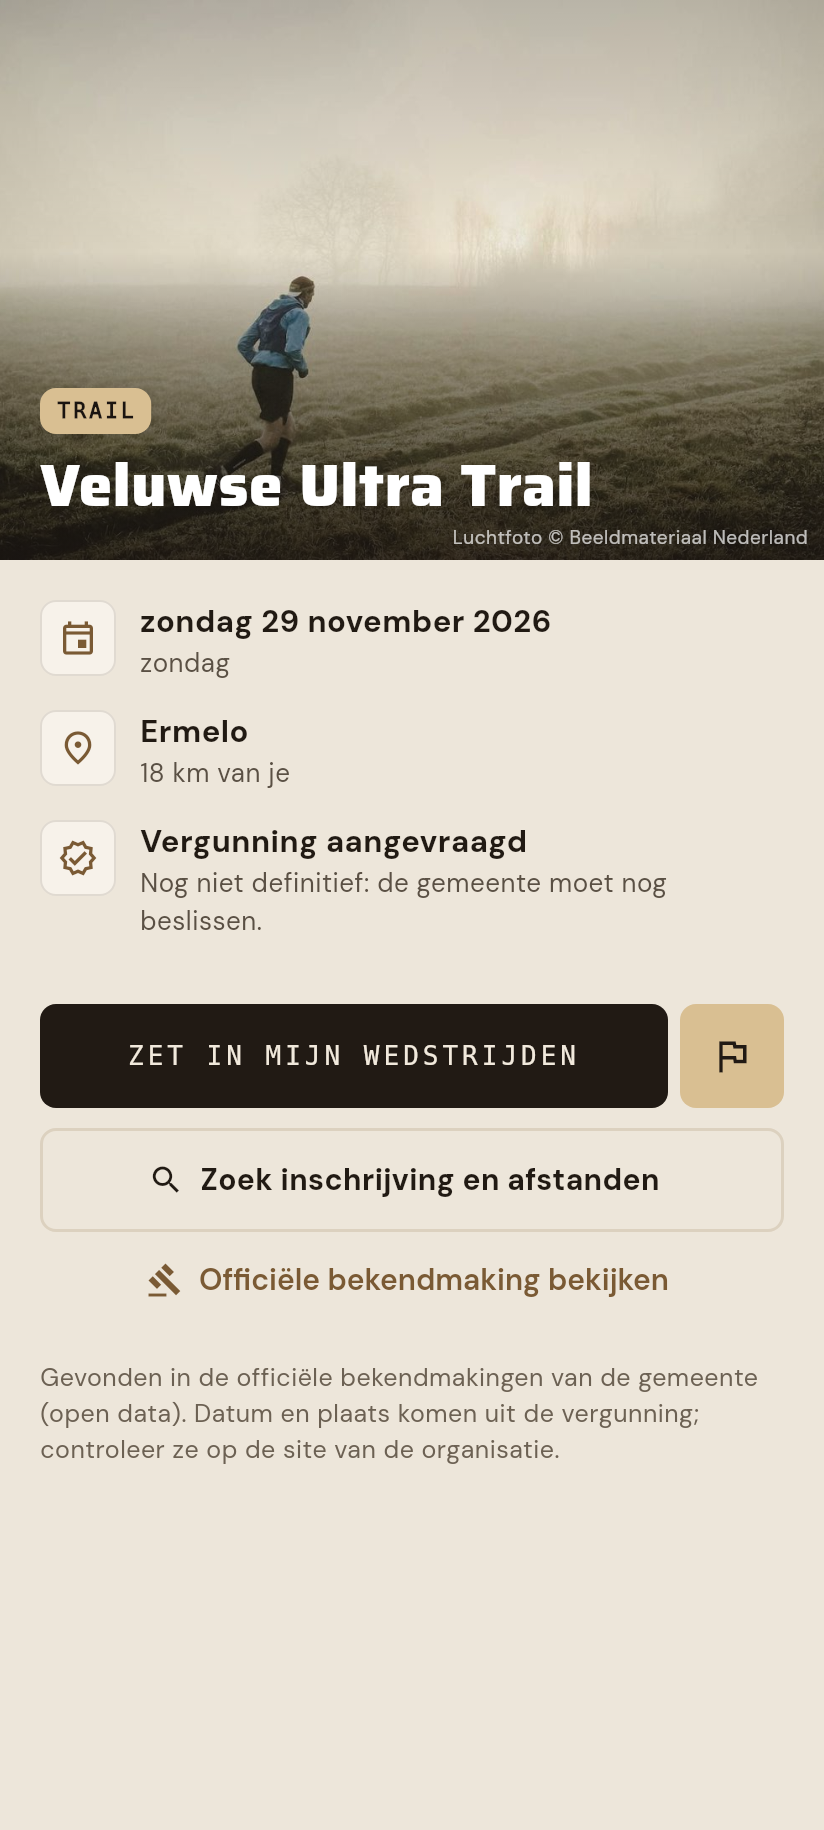 TRAIL
Veluwse Ultra Trail
Luchtfoto © Beeldmateriaal Nederland
zondag 29 november 2026
zondag
Ermelo
18 km van je
Vergunning aangevraagd
Nog niet definitief: de gemeente moet nog
beslissen.
ZET IN MIJN WEDSTRIJDEN
Zoek inschrijving en afstanden
Officiële bekendmaking bekijken
Gevonden in de officiële bekendmakingen van de gemeente
(open data). Datum en plaats komen uit de vergunning;
controleer ze op de site van de organisatie.